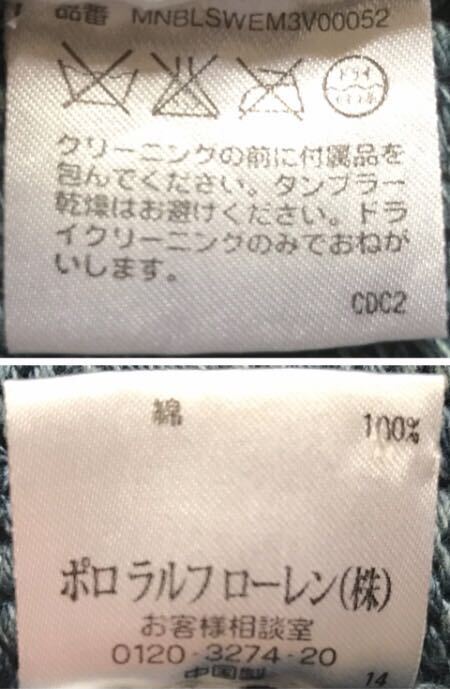 品番 MNBLSWEM3V00052
ドライ
クリーニングの前に付属品を
包んでください。タンブラー
乾燥はお避けください。ドラ
イクリーニングのみでおねが
いします。
CDC2
綿 100%
ポロ ラルフ ローレン(株)
お客様相談室
0120-3274-20
中国製 14